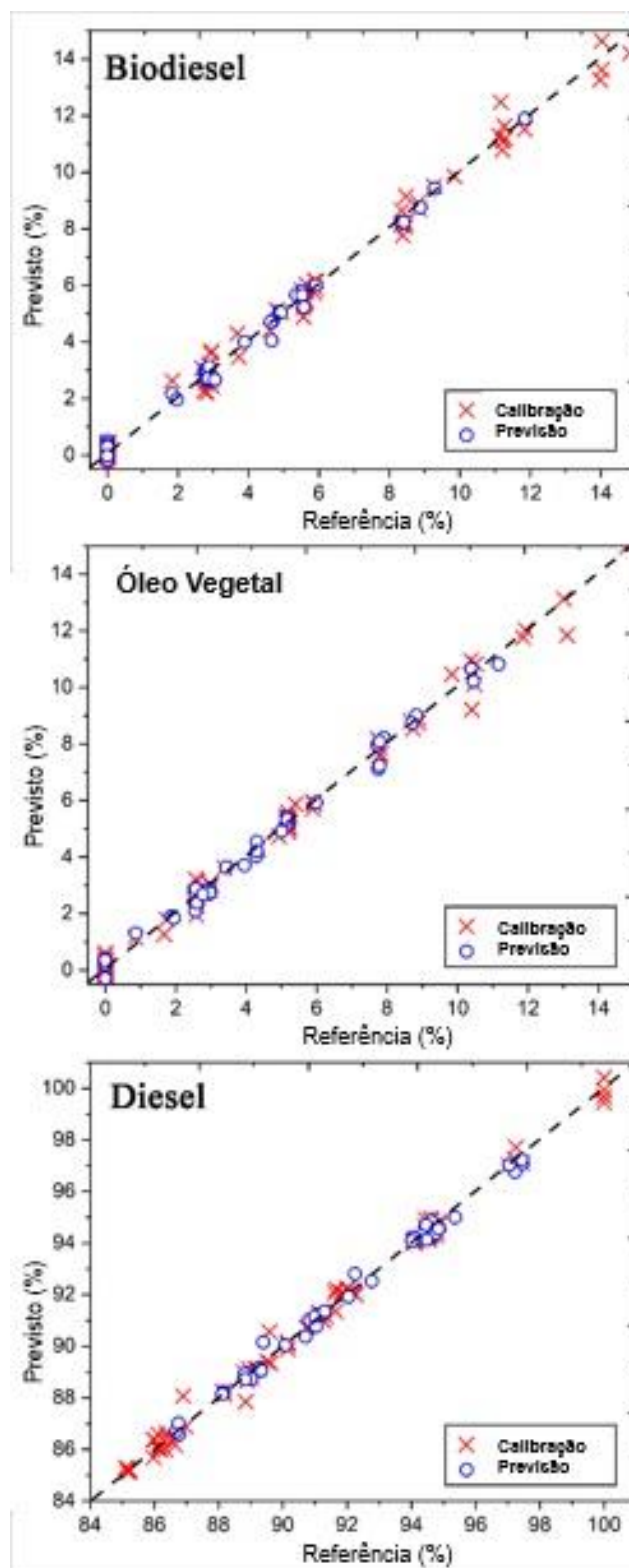 Biodiesel
14
12
10
8
6
4
2
0
Previsto (%)
Calibração
Previsão
0 2 4 6 8 10 12 14
Referência (%)
Óleo Vegetal
14
12
10
8
6
4
2
0
Previsto (%)
Calibração
Previsão
0 2 4 6 8 10 12 14
Referência (%)
Diesel
100
98
96
94
92
90
88
86
84
Previsto (%)
Calibração
Previsão
84 86 88 90 92 94 96 98 100
Referência (%)